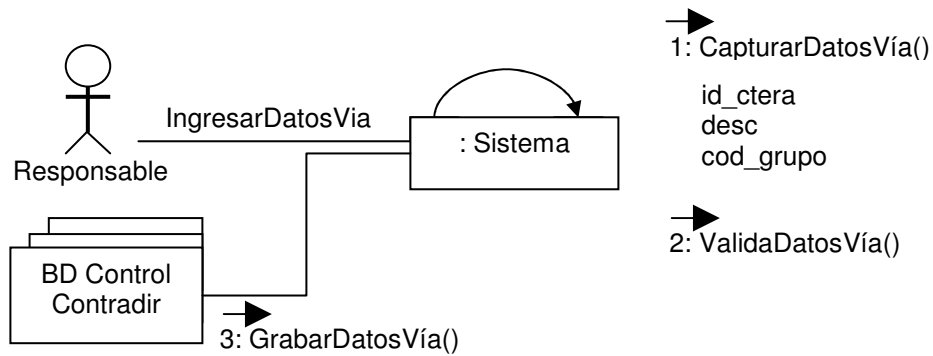 1: CapturarDatosVía()
id_ctera
desc
cod_grupo
IngresarDatosVia
: Sistema
Responsable
2: ValidaDatosVía()
BD Control
Contradir
3: GrabarDatosVía()